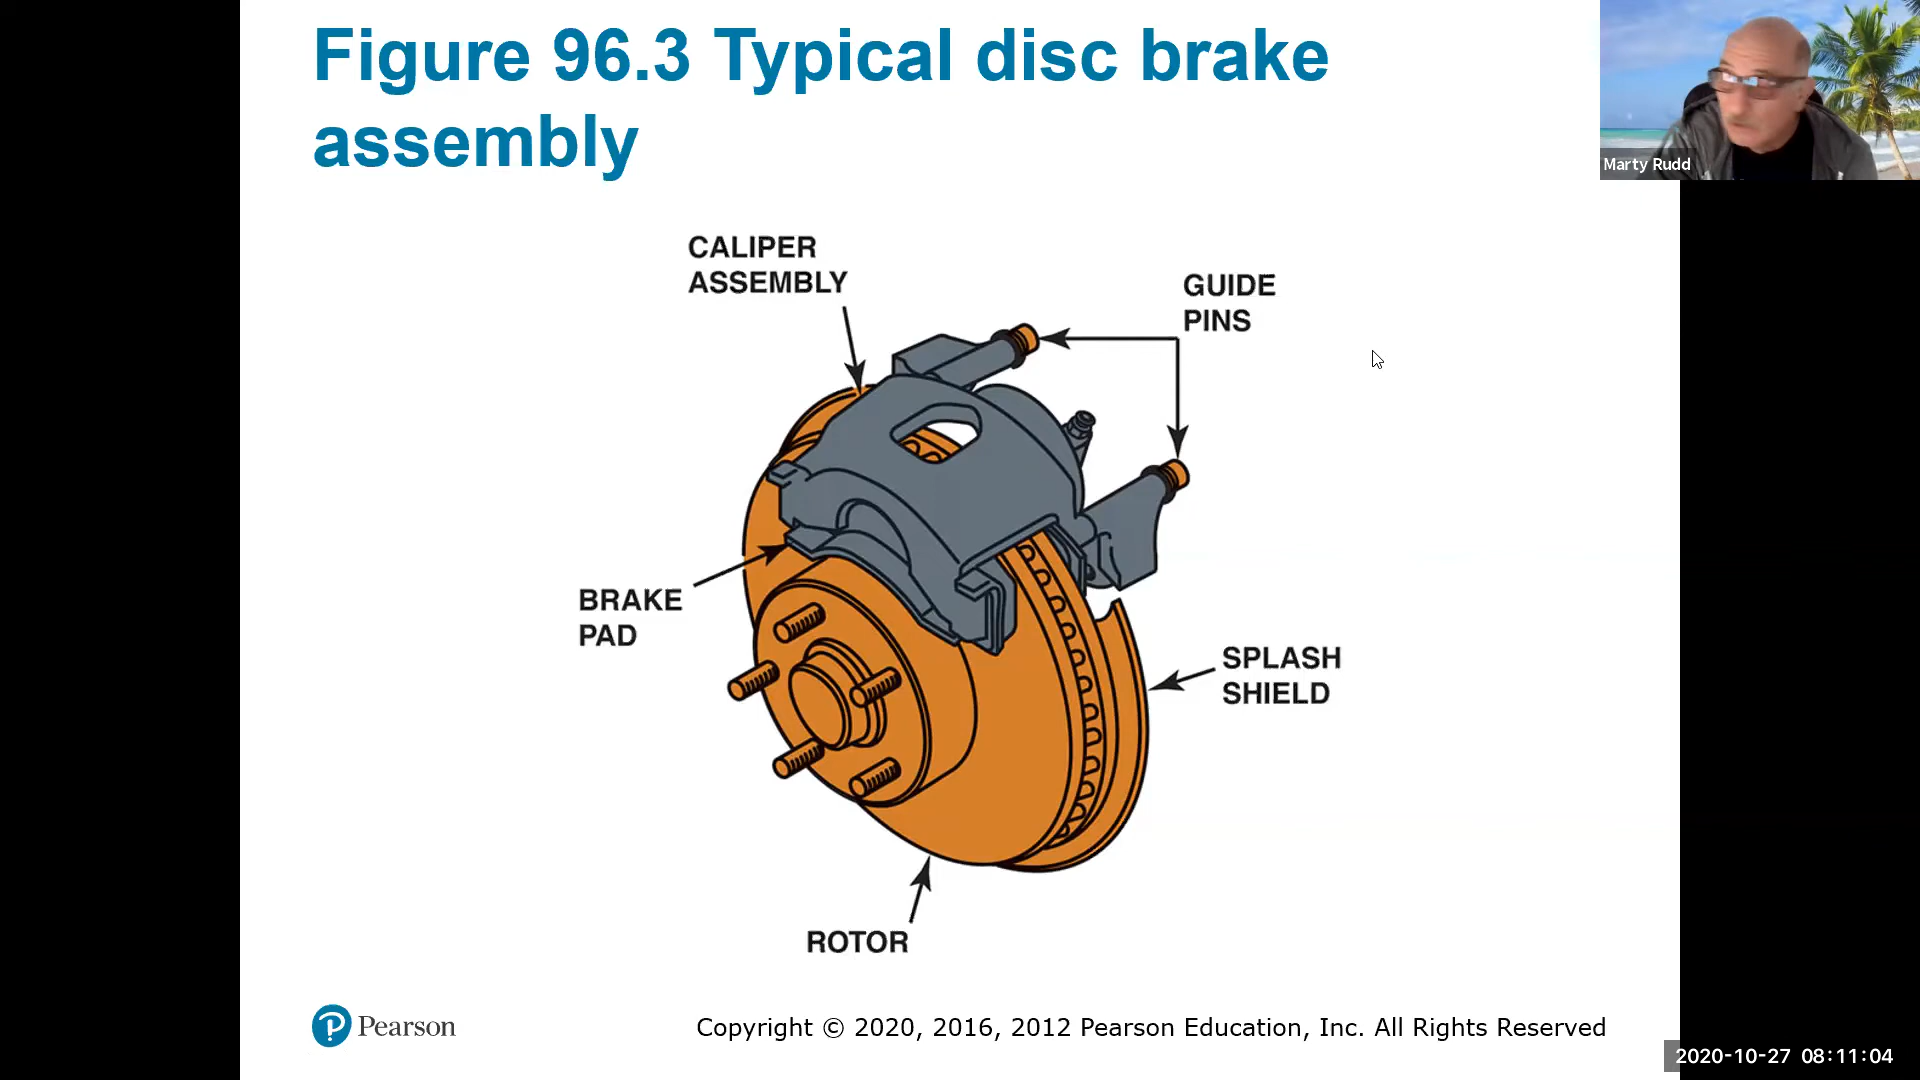 Figure 96.3 Typical disc brake
assembly
Marty Rudd
CALIPER
ASSEMBLY
GUIDE
PINS
BRAKE
PAD
SPLASH
SHIELD
ROTOR
Pearson
Copyright © 2020, 2016, 2012 Pearson Education, Inc. All Rights Reserved
2020-10-27 08:11:04